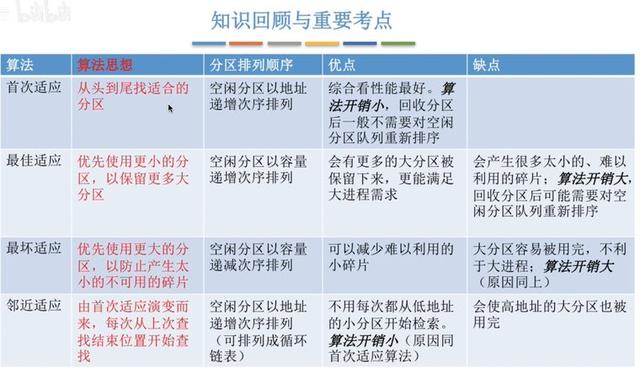 知识回顾与重要考点
算法
算法思想
分区排列顺序
优点
缺点
首次适应
从头到尾找适合的
分区
空闲分区以地址
递增次序排列
综合看性能最好。算
法开销小，回收分区
后一般不需要对空闲
分区队列重新排序
最佳适应
优先使用更小的分
区，以保留更多大
分区
空闲分区以容量
递增次序排列
会有更多的大分区被
保留下来，更能满足
大进程需求
会产生很多太小的、难以
利用的碎片；算法开销大，
回收分区后可能需要对空
闲分区队列重新排序
最坏适应
优先使用更大的分
区，以防止产生太
小的不可用的碎片
空闲分区以容量
递减次序排列
可以减少难以利用的
小碎片
大分区容易被用完，不利
于大进程；算法开销大
（原因同上）
邻近适应
由首次适应演变而
来，每次从上次查
找结束位置开始查
找
空闲分区以地址
递增次序排列
（可排列成循环
链表）
不用每次都从低地址
的小分区开始检索。
算法开销小（原因同
首次适应算法）
会使高地址的大分区也被
用完